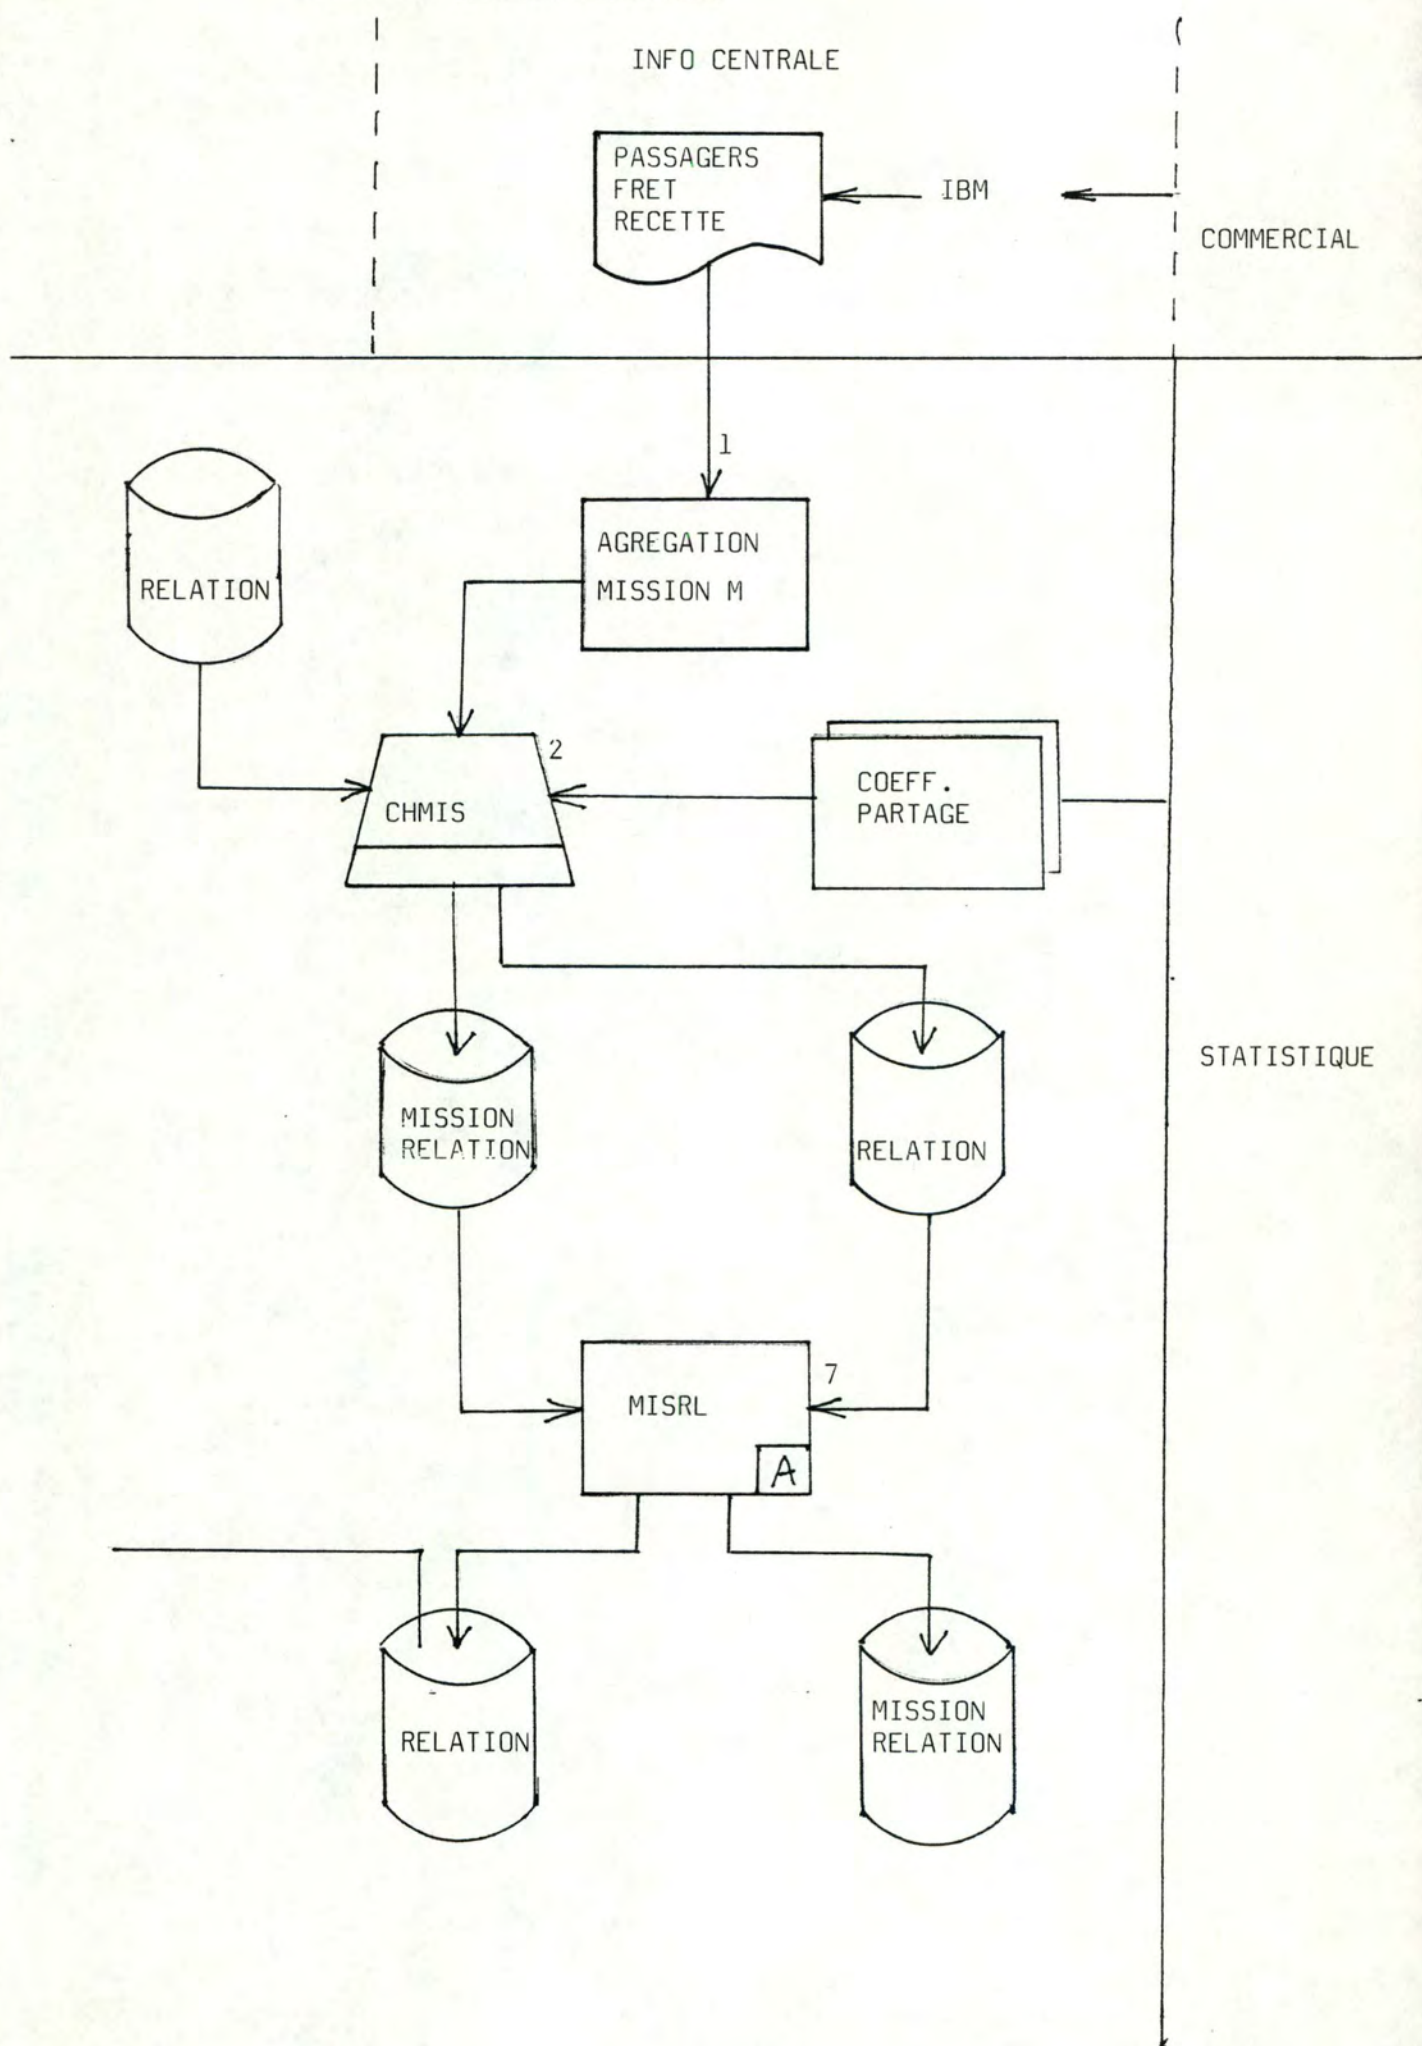 INFO CENTRALE
PASSAGERS
FRET
RECETTE
IBM
COMMERCIAL
1
AGREGATION
MISSION M
RELATION
2
CHMIS
COEFF.
PARTAGE
STATISTIQUE
MISSION
RELATION
RELATION
7
MISRL
A
RELATION
MISSION
RELATION